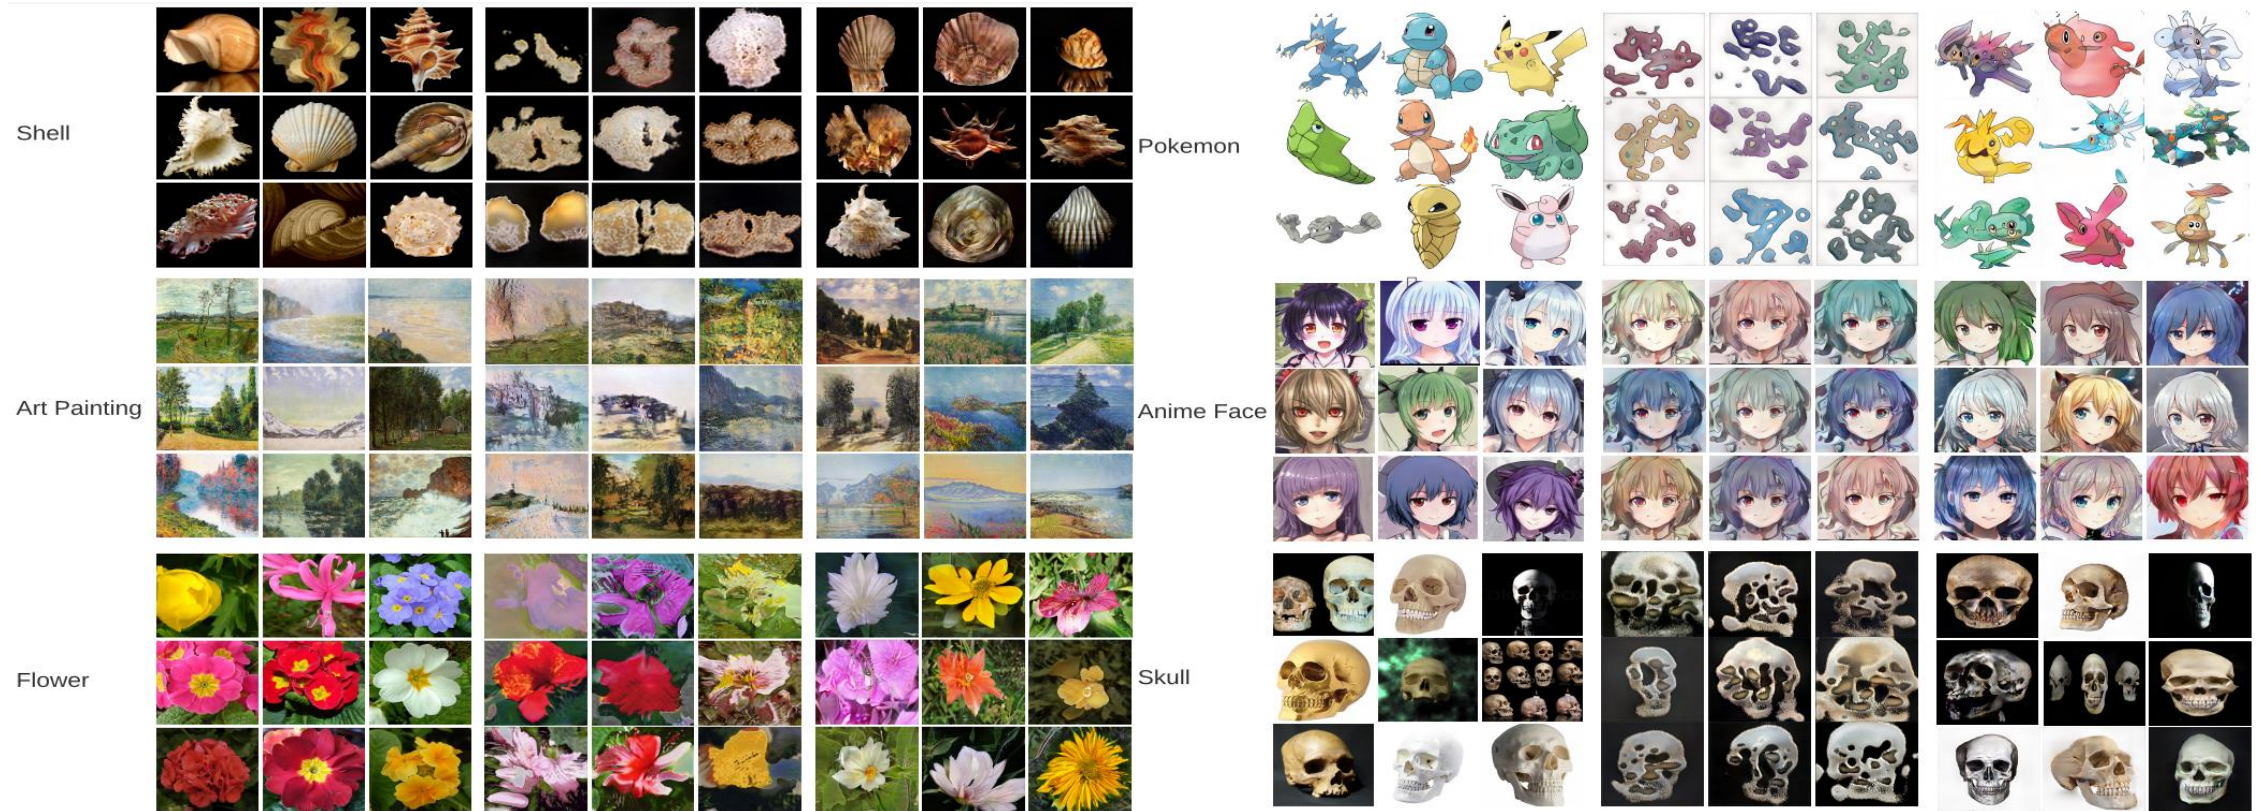 Shell
Art Painting
Flower
Pokemon
Anime Face
Skull